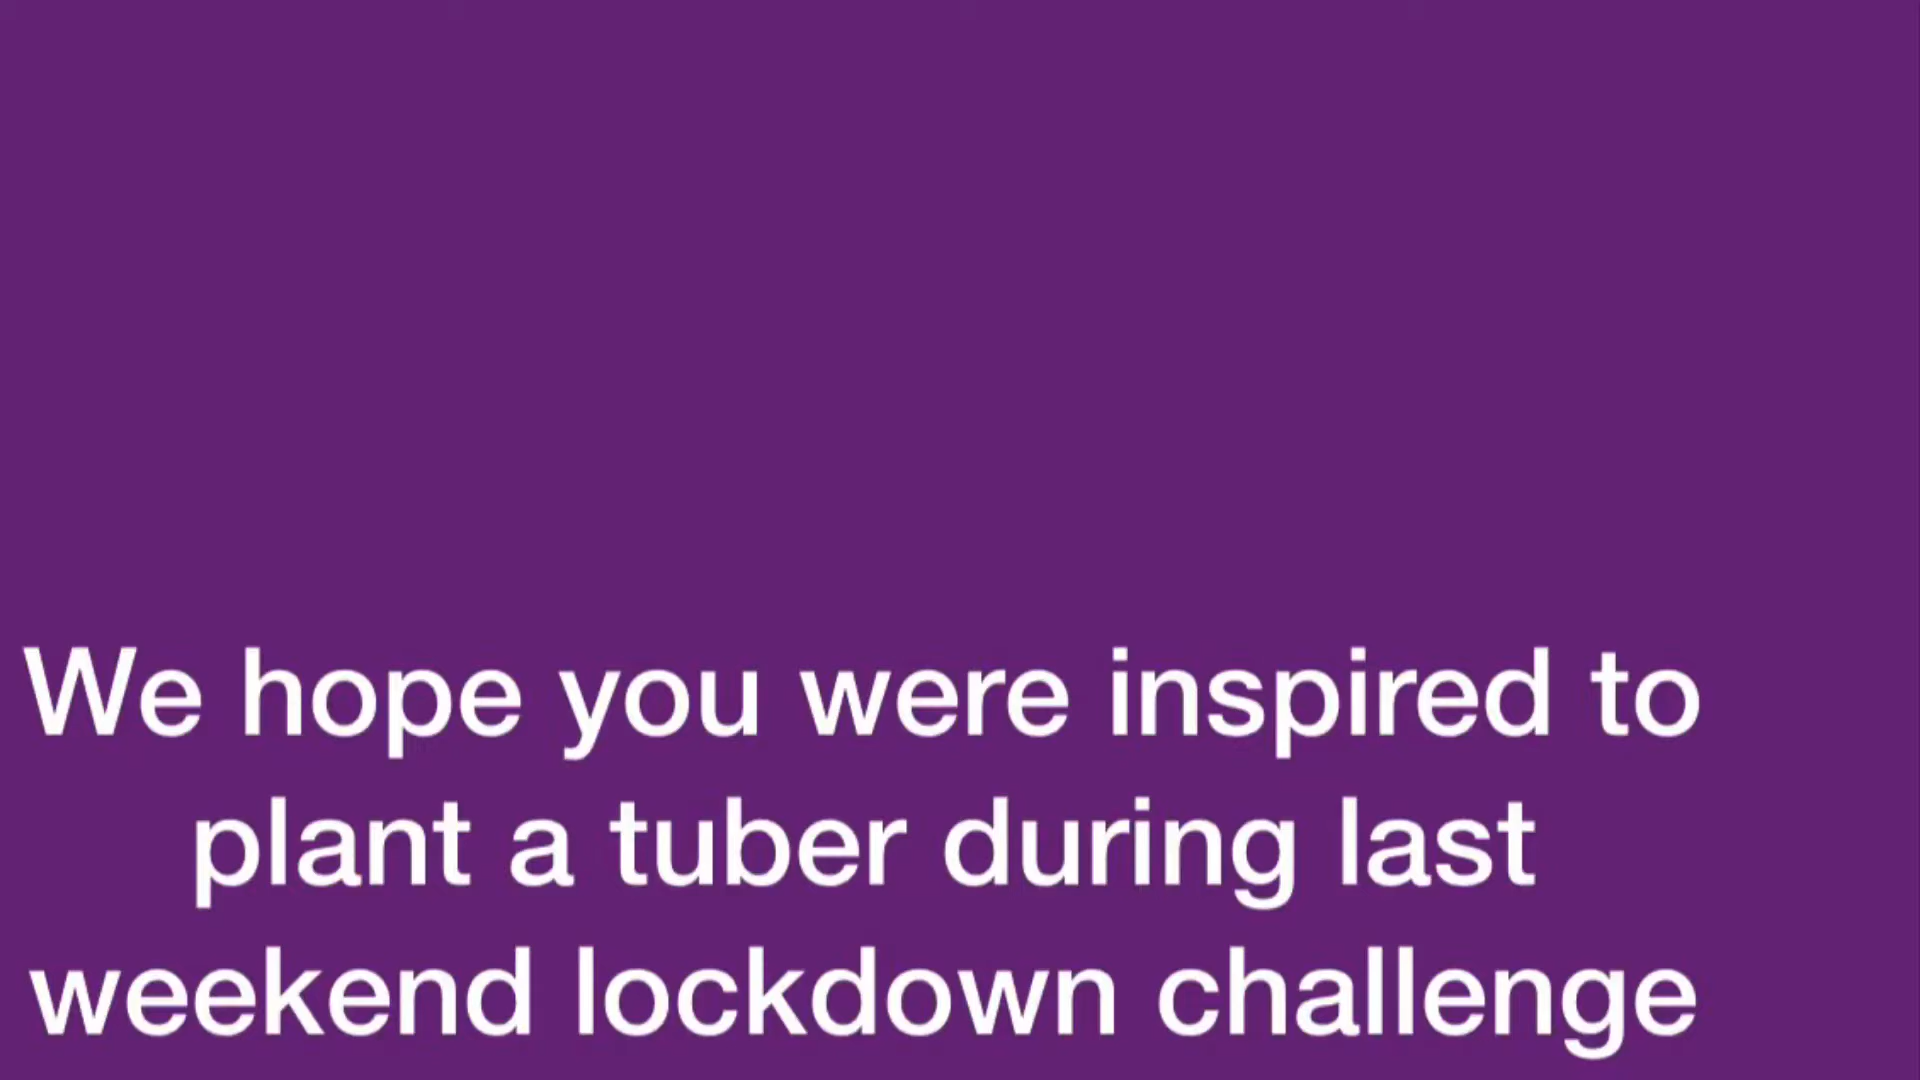 We hope you were inspired to
plant a tuber during last
weekend lockdown challenge